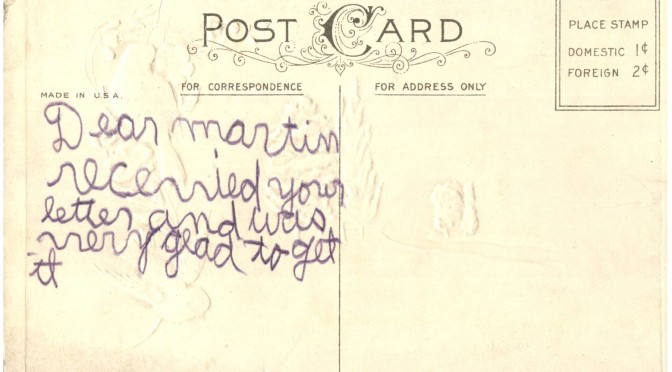 POST CARD
PLACE STAMP
DOMESTIC 1¢
FOREIGN 2¢
FOR CORRESPONDENCE
FOR ADDRESS ONLY
MADE IN U.S.A.
Dear martin
received your
letter and was
very glad to get
it